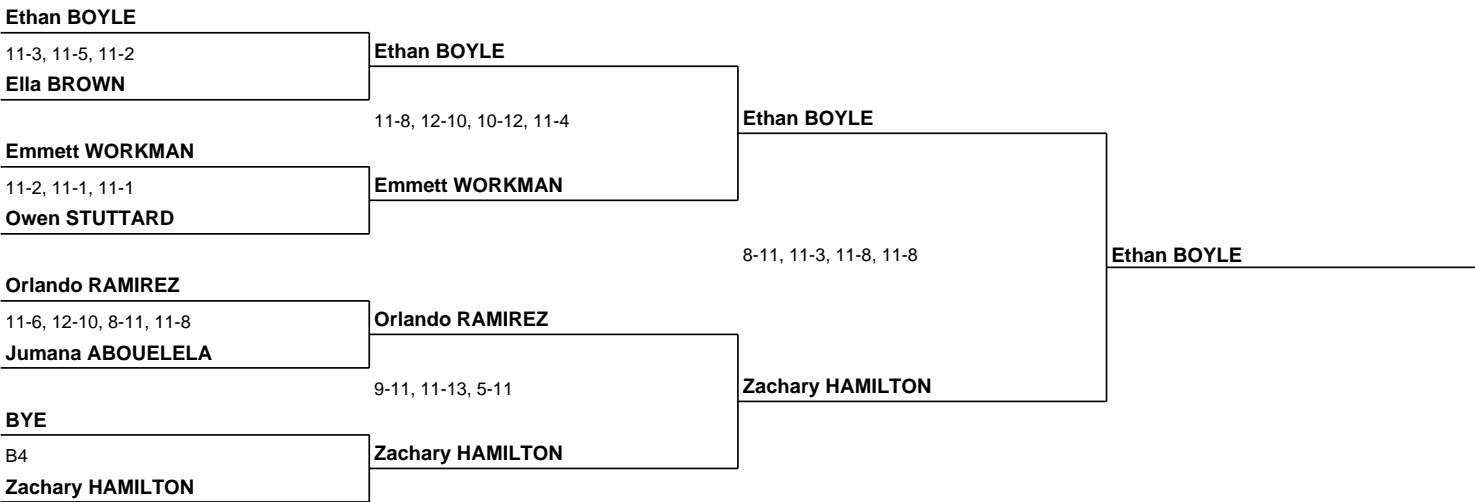 Ethan BOYLE
11-3, 11-5, 11-2
Ella BROWN
Ethan BOYLE
11-8, 12-10, 10-12, 11-4
Ethan BOYLE
Emmett WORKMAN
11-2, 11-1, 11-1
Owen STUTTARD
Emmett WORKMAN
8-11, 11-3, 11-8, 11-8
Ethan BOYLE
Orlando RAMIREZ
11-6, 12-10, 8-11, 11-8
Jumana ABOUELELA
Orlando RAMIREZ
9-11, 11-13, 5-11
Zachary HAMILTON
BYE
B4
Zachary HAMILTON
Zachary HAMILTON